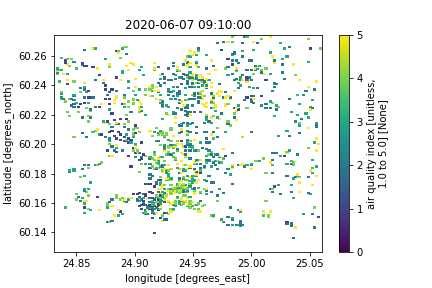 2020-06-07 09:10:00
60.26
60.24
60.22
60.20
60.18
60.16
60.14
latitude [degrees_north]
24.85 24.90 24.95 25.00 25.05
longitude [degrees_east]
5
4
3
2
1
0
air quality index [unitless,
1.0 to 5.0] [None]